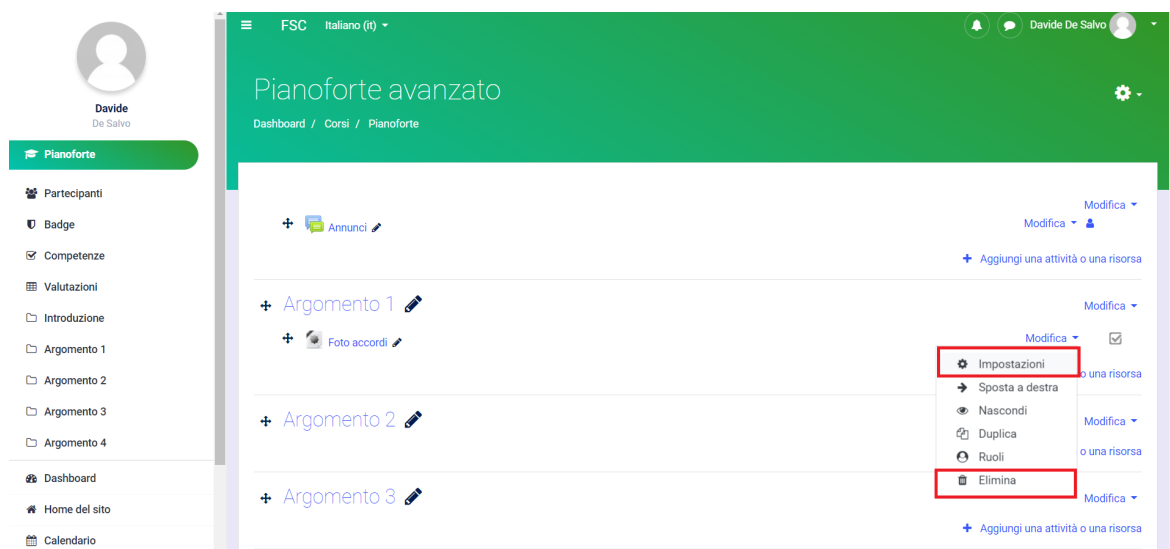 Davide
De Salvo
Pianoforte
Partecipanti
Badge
Competenze
Valutazioni
Introduzione
Argomento 1
Argomento 2
Argomento 3
Argomento 4
Dashboard
Home del sito
Calendario
FSC Italiano (it)
Davide De Salvo
Pianoforte avanzato
Dashboard / Corsi / Pianoforte
Modifica
Annunci
Modifica
Aggiungi una attività o una risorsa
Argomento 1
Modifica
Foto accordi
Modifica
Impostazioni
o una risorsa
Sposta a destra
Nascondi
Duplica
Ruoli
Elimina
Argomento 2
Modifica
o una risorsa
Argomento 3
Modifica
Aggiungi una attività o una risorsa